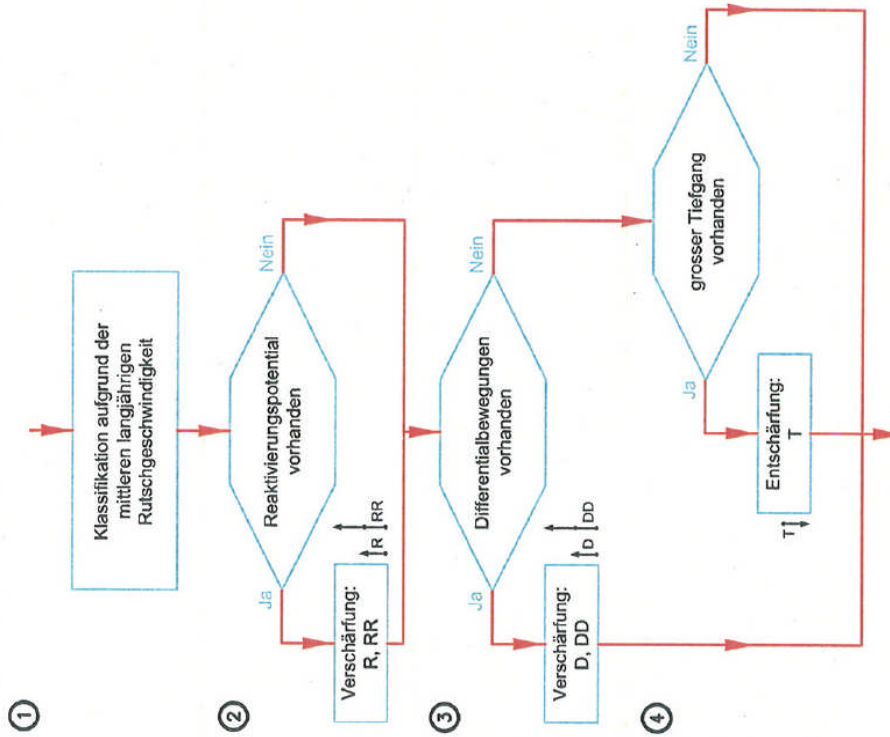 ①
Klassifikation aufgrund der
mittleren langjährigen
Rutschgeschwindigkeit
②
Reaktivierungspotential
vorhanden
Ja
Nein
Verschärfung:
R, RR
R
RR
③
Differentialbewegungen
vorhanden
Ja
Nein
Verschärfung:
D, DD
D
DD
④
grosser Tiefgang
vorhanden
Ja
Nein
Entschärfung:
T
T